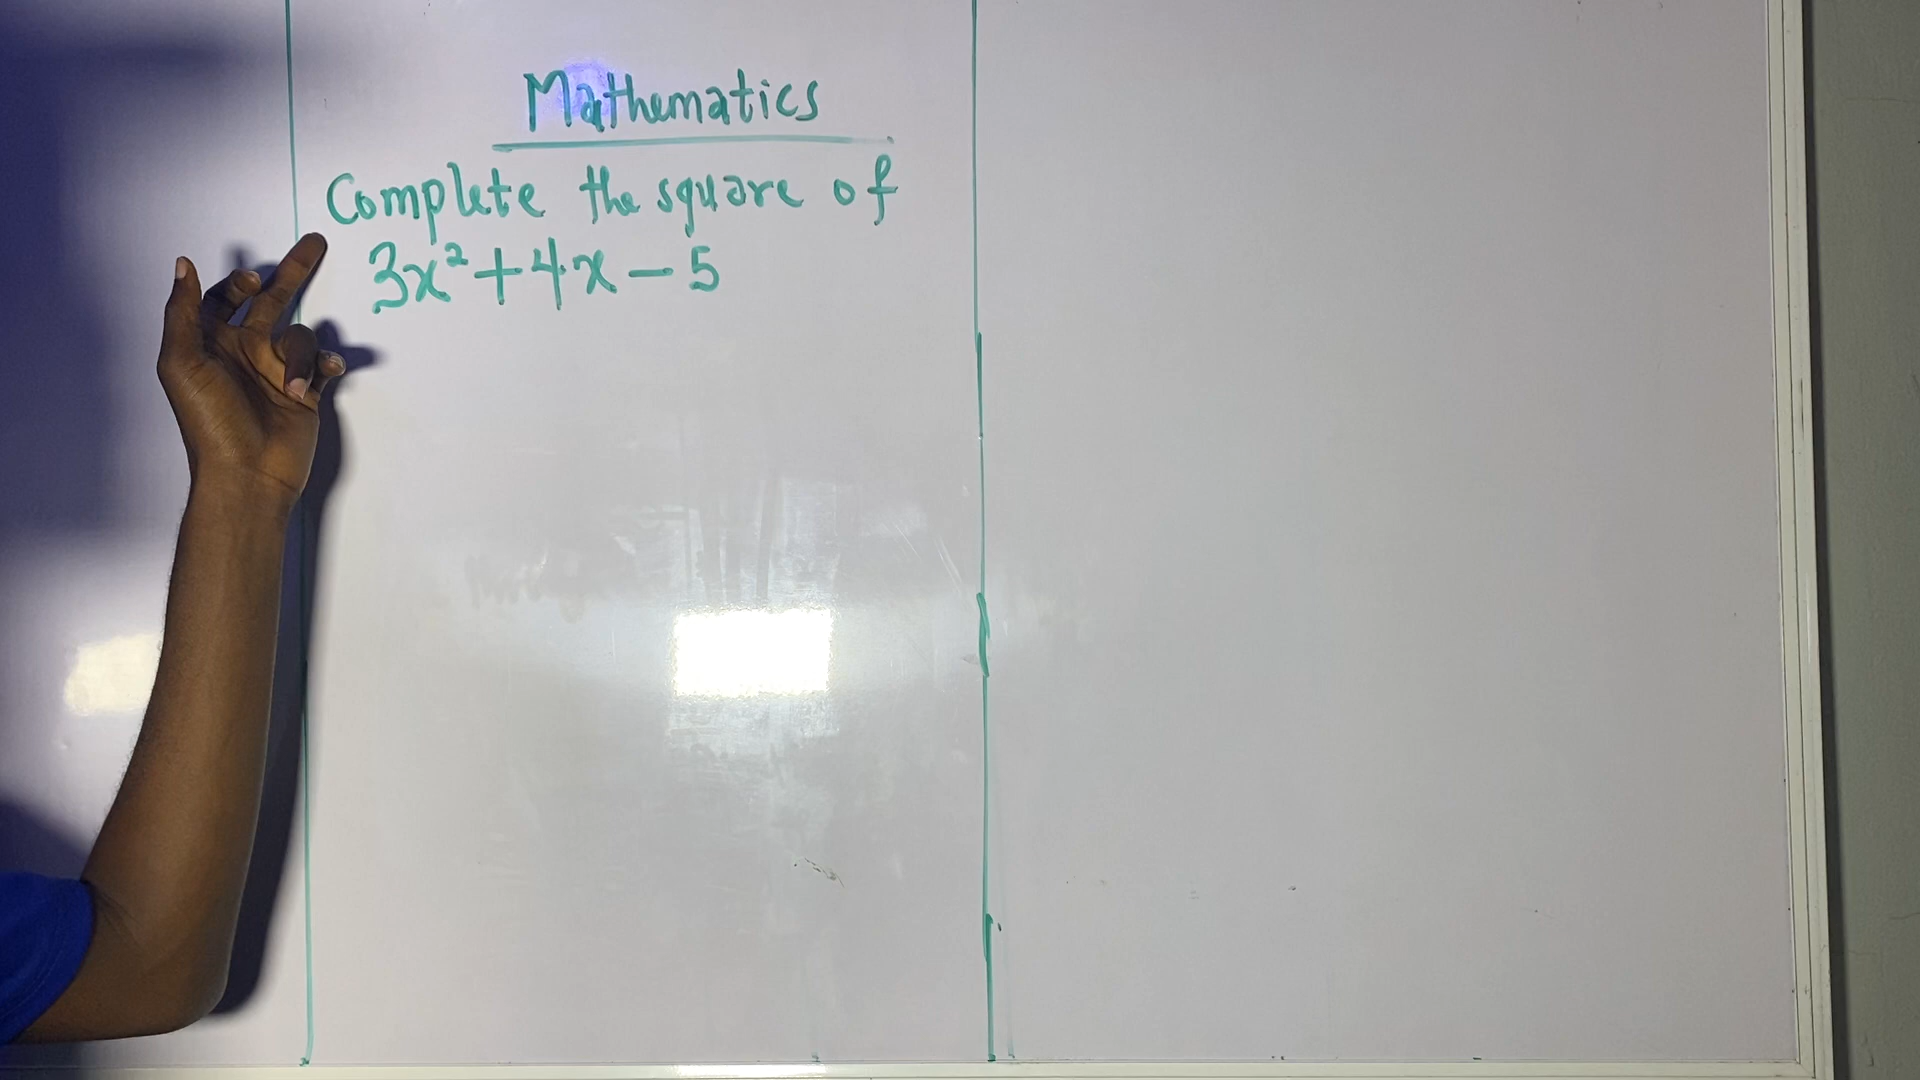 Mathematics
Complete the square of
3x² + 4x - 5